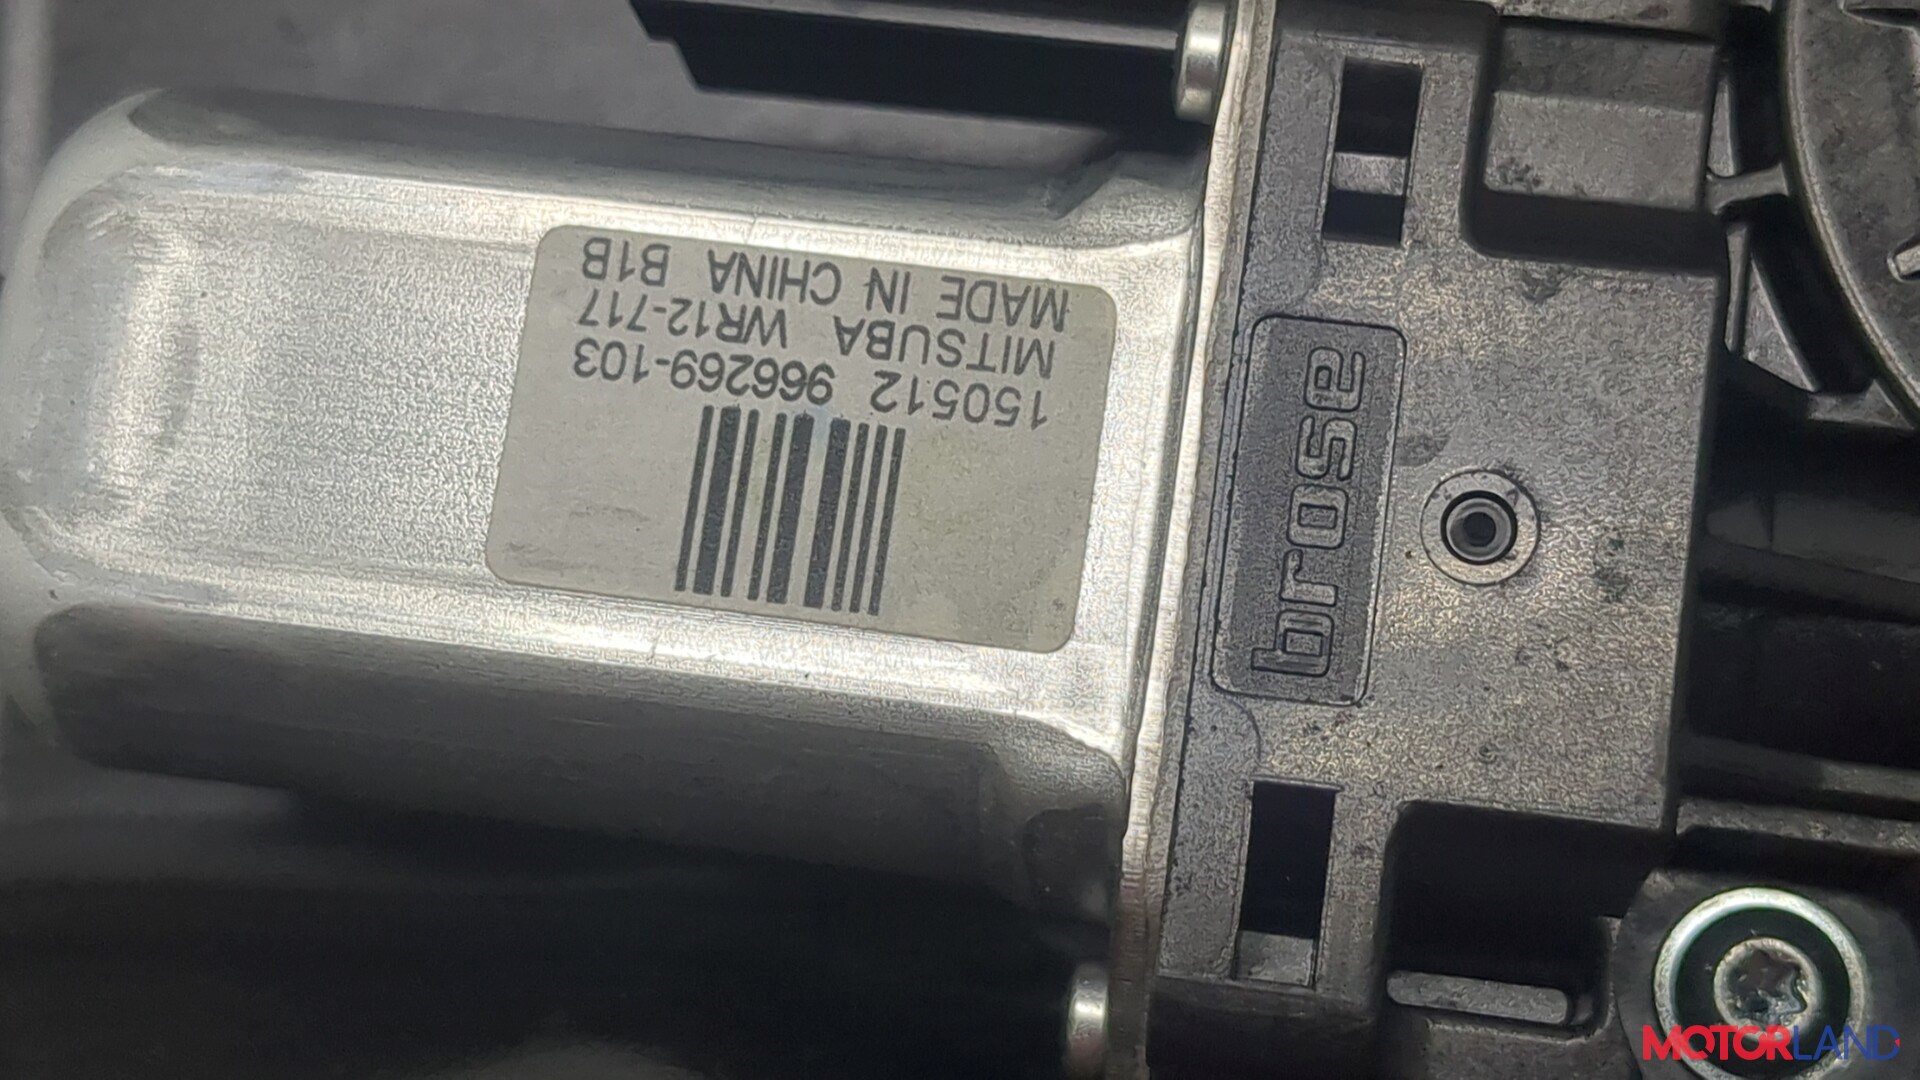 150512 966269-103
MITSUBA WR12-717
MADE IN CHINA B1B
brose
MOTORLAND